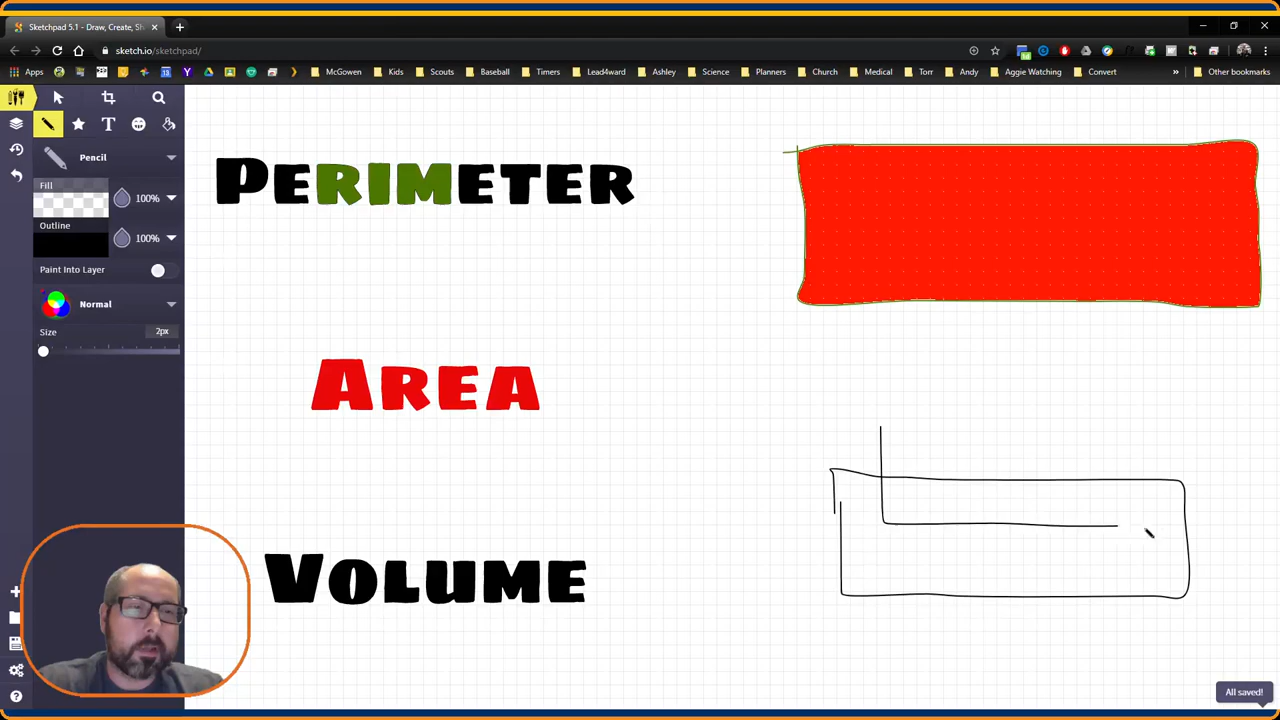 Sketchpad 5.1 - Draw, Create, Sh
sketch.io/sketchpad/
Apps
McGowen
Kids
Scouts
Baseball
Timers
Lead4ward
Ashley
Science
Planners
Church
Medical
Torr
Andy
Aggie Watching
Convert
Other bookmarks
Pencil
Fill
100%
Outline
100%
Paint Into Layer
Normal
Size
2px
PERIMETER
AREA
VOLUME
All saved!